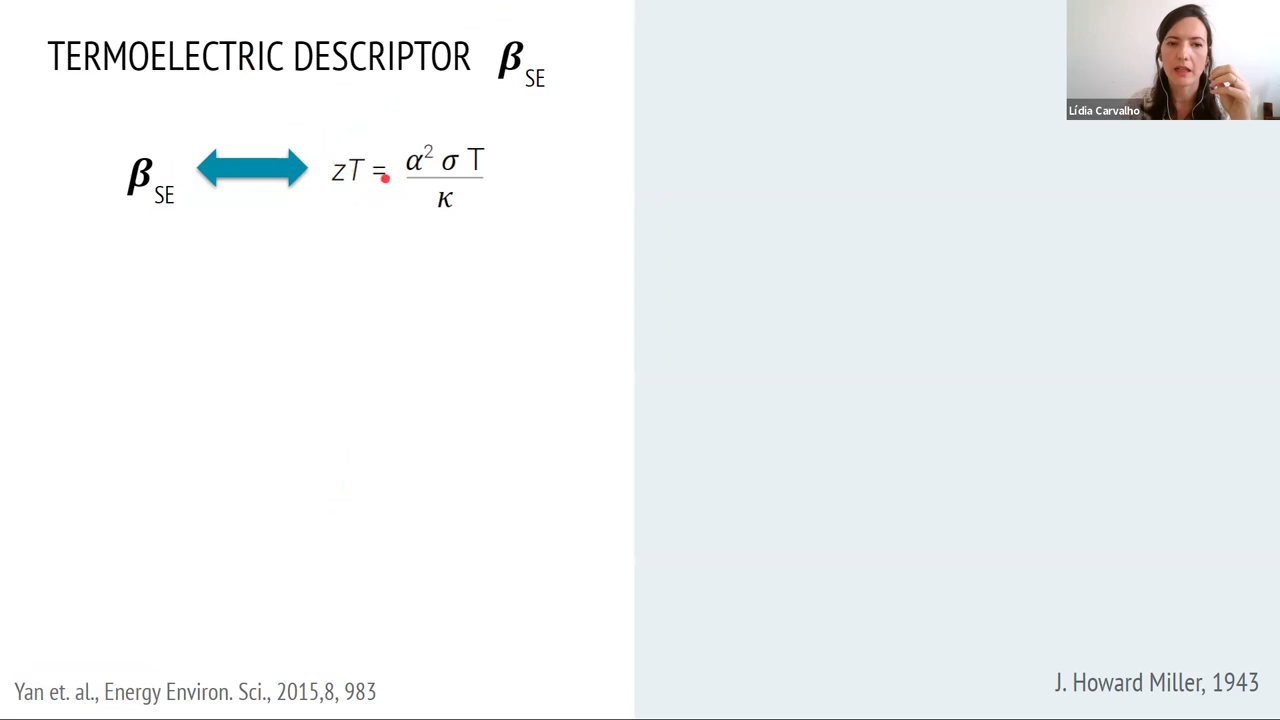 TERMOELECTRIC DESCRIPTOR β SE
Lídia Carvalho
β SE zT = α² σ T / κ
Yan et. al., Energy Environ. Sci., 2015,8, 983
J. Howard Miller, 1943